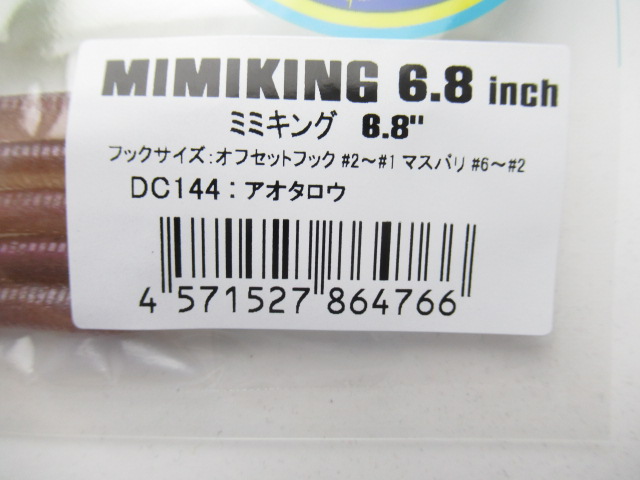 MIMIKING 6.8 inch
ミミキング 6.8"
フックサイズ:オフセットフック #2～#1 マスバリ #6～#2
DC144:アオタロウ
4 571527 864766